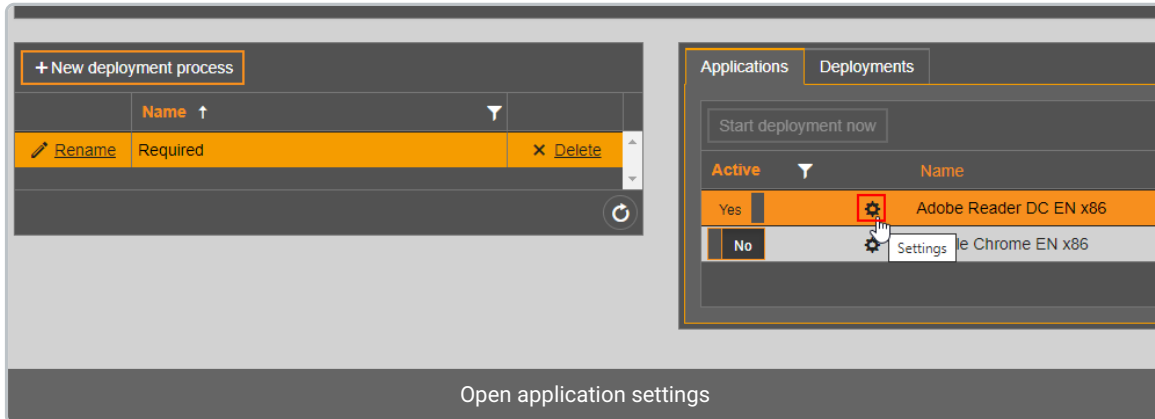 + New deployment process
Name ↑
Rename Required × Delete
Applications Deployments
Start deployment now
Active Name
Yes Adobe Reader DC EN x86
No le Chrome EN x86
Settings
Open application settings